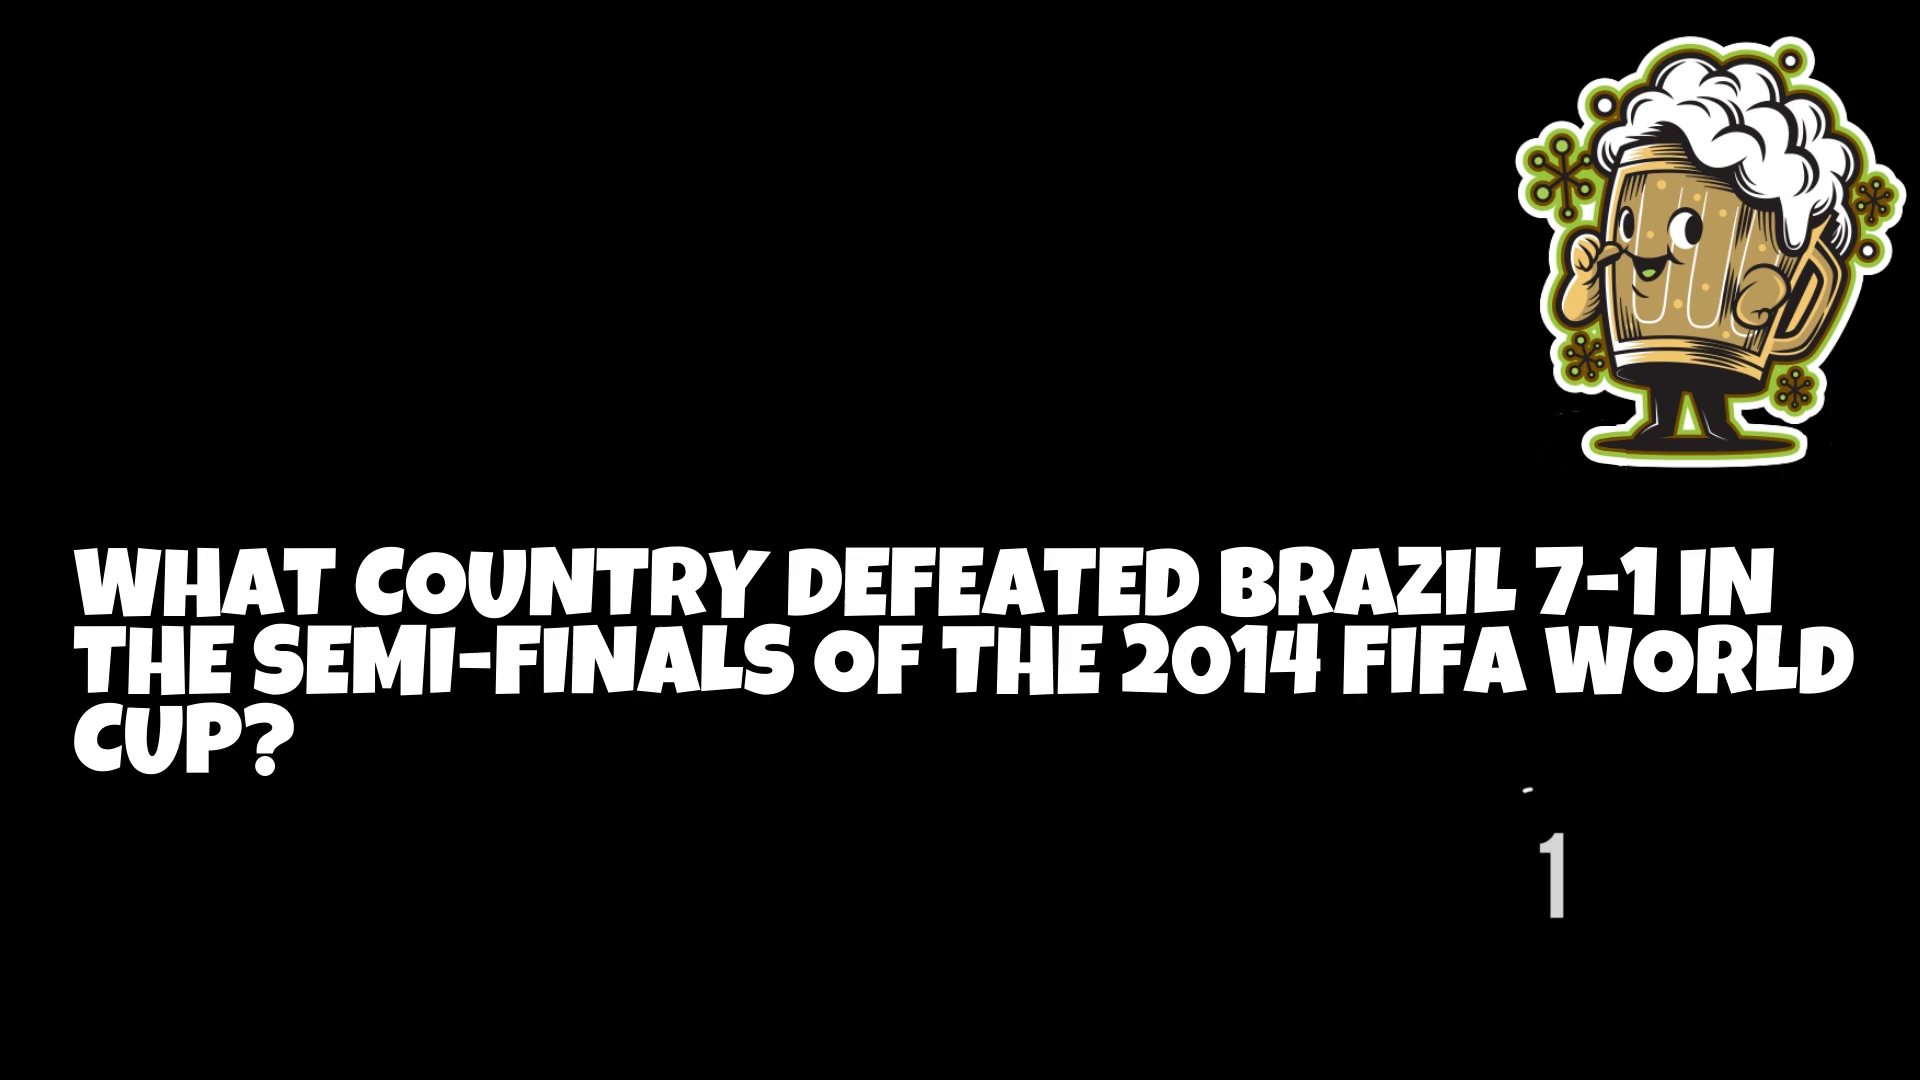 WHAT COUNTRY DEFEATED BRAZIL 7-1 IN
THE SEMI-FINALS OF THE 2014 FIFA WORLD
CUP?
1